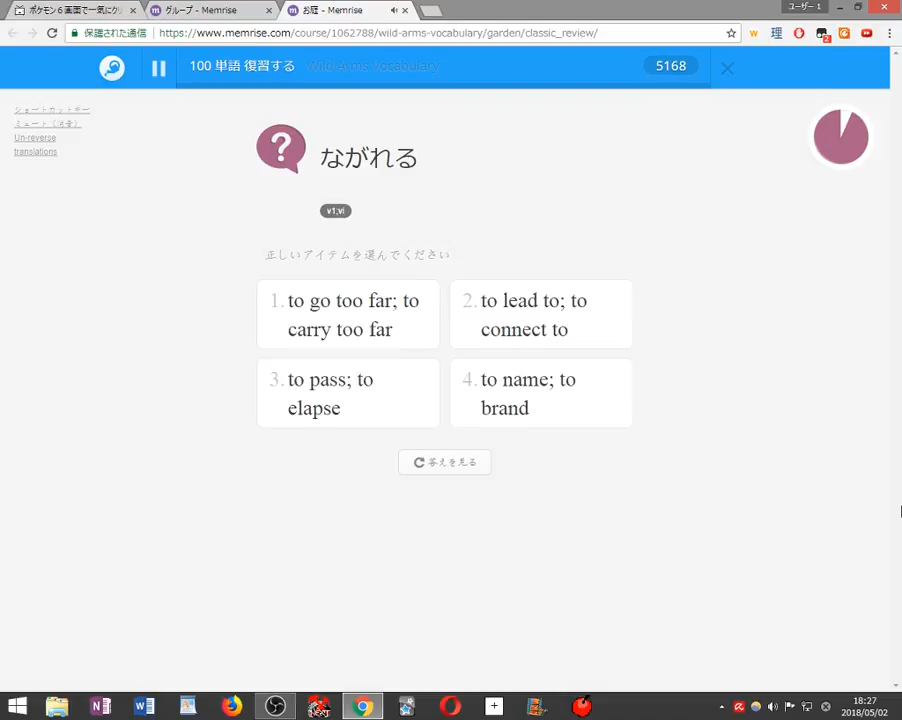 ポケモン６画面で一気にクリ
グループ - Memrise
お庭 - Memrise
ユーザー 1
保護された通信
https://www.memrise.com/course/1062788/wild-arms-vocabulary/garden/classic_review/
100 単語 復習する
Wild Arms Vocabulary
5168
ショートカットキー
ミュート（消音）
Un-reverse
translations
ながれる
v1;vi
正しいアイテムを選んでください
1. to go too far; to
carry too far
2. to lead to; to
connect to
3. to pass; to
elapse
4. to name; to
brand
答えを見る
18:27
2018/05/02